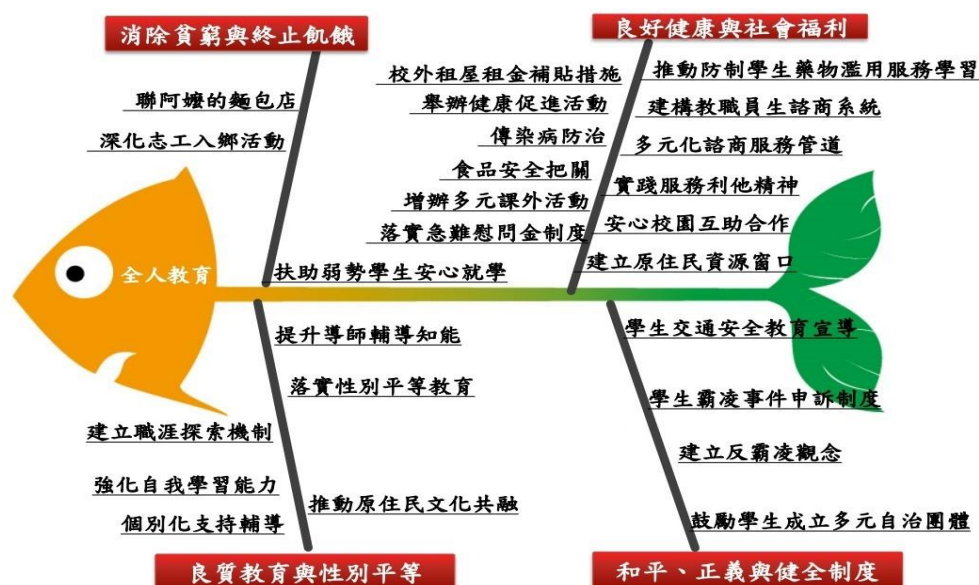 消除貧窮與終止飢餓
聯阿嬤的麵包店
深化志工入鄉活動
扶助弱勢學生安心就學
良好健康與社會福利
校外租屋租金補貼措施
舉辦健康促進活動
傳染病防治
食品安全把關
增辦多元課外活動
落實急難慰問金制度
推動防制學生藥物濫用服務學習
建構教職員生諮商系統
多元化諮商服務管道
實踐服務利他精神
安心校園互助合作
建立原住民資源窗口
全人教育
提升導師輔導知能
落實性別平等教育
建立職涯探索機制
強化自我學習能力
個別化支持輔導
推動原住民文化共融
良質教育與性別平等
學生交通安全教育宣導
學生霸凌事件申訴制度
建立反霸凌觀念
鼓勵學生成立多元自治團體
和平、正義與健全制度